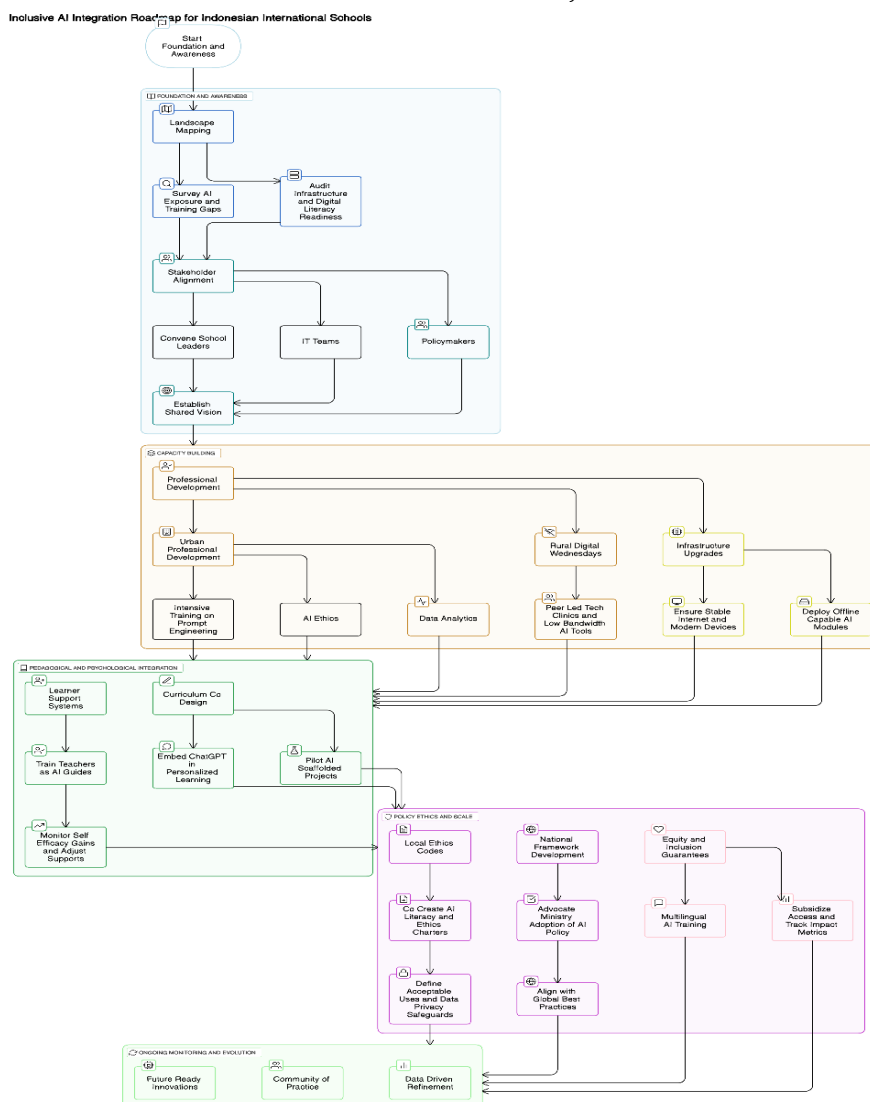 Inclusive AI Integration Roadmap for Indonesian International Schools
Start
Foundation and
Awareness
FOUNDATION AND AWARENESS
Landscape
Mapping
Survey AI
Exposure and
Training Gaps
Audit
Infrastructure
and Digital
Literacy
Readiness
Stakeholder
Alignment
Convene School
Leaders
IT Teams
Policymakers
Establish
Shared Vision
CAPACITY BUILDING
Professional
Development
Urban
Professional
Development
Rural Digital
Wednesdays
Infrastructure
Upgrades
Intensive
Training on
Prompt
Engineering
AI Ethics
Data Analytics
Peer Led Tech
Clinics and
Low Bandwidth
AI Tools
Ensure Stable
Internet and
Modern Devices
Deploy Offline
Capable AI
Modules
PEDAGOGICAL AND PSYCHOLOGICAL INTEGRATION
Learner
Support
Systems
Curriculum Co
Design
Train Teachers
as AI Guides
Embed ChatGPT
in
Personalized
Learning
Pilot AI
Scaffolded
Projects
Monitor Self
Efficacy Gains
and Adjust
Supports
POLICY ETHICS AND SCALE
Local Ethics
Codes
National
Framework
Development
Equity and
Inclusion
Guarantees
Co Create AI
Literacy and
Ethics
Charters
Advocate
Ministry
Adoption of AI
Policy
Multilingual
AI Training
Subsidize
Access and
Track Impact
Metrics
Define
Acceptable
Uses and Data
Privacy
Safeguards
Align with
Global Best
Practices
ONGOING MONITORING AND EVOLUTION
Future Ready
Innovations
Community of
Practice
Data Driven
Refinement